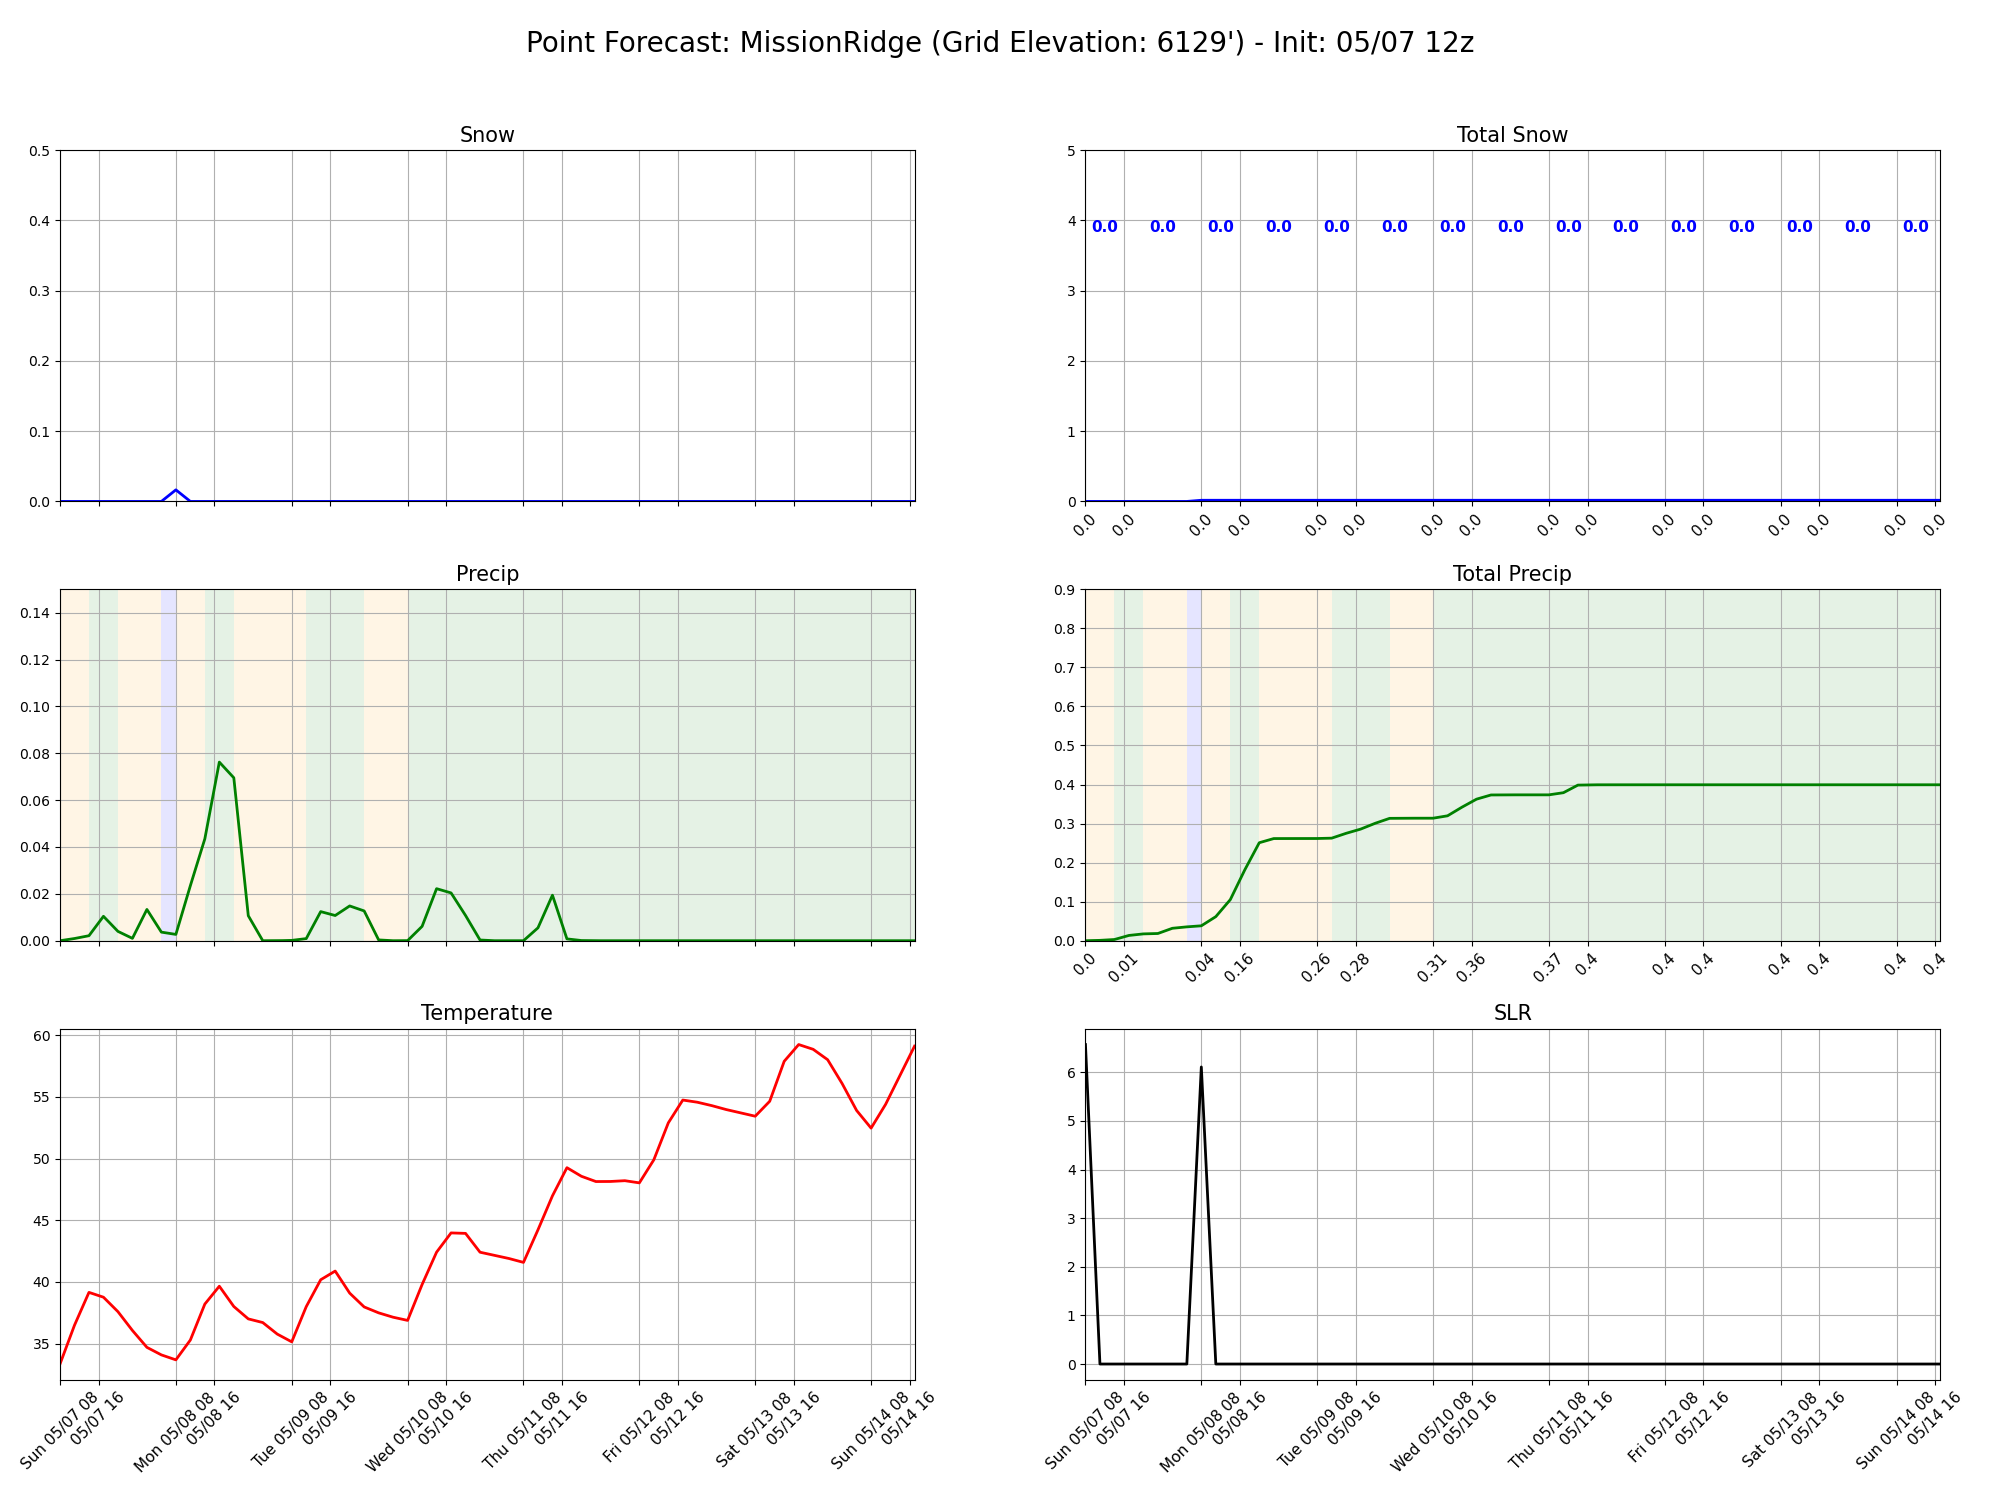 Point Forecast: MissionRidge (Grid Elevation: 6129') - Init: 05/07 12z
Snow
0.5
0.4
0.3
0.2
0.1
0.0
Total Snow
5
4
3
2
1
0
0.0 0.0 0.0 0.0 0.0 0.0 0.0 0.0 0.0 0.0 0.0 0.0 0.0 0.0 0.0
0.0 0.0 0.0 0.0 0.0 0.0 0.0 0.0 0.0 0.0 0.0 0.0 0.0 0.0 0.0 0.0
Precip
0.14
0.12
0.10
0.08
0.06
0.04
0.02
0.00
Total Precip
0.9
0.8
0.7
0.6
0.5
0.4
0.3
0.2
0.1
0.0
0.0 0.01 0.04 0.16 0.26 0.28 0.31 0.36 0.37 0.4 0.4 0.4 0.4 0.4 0.4 0.4
Temperature
60
55
50
45
40
35
Sun 05/07 08
05/07 16
Mon 05/08 08
05/08 16
Tue 05/09 08
05/09 16
Wed 05/10 08
05/10 16
Thu 05/11 08
05/11 16
Fri 05/12 08
05/12 16
Sat 05/13 08
05/13 16
Sun 05/14 08
05/14 16
SLR
6
5
4
3
2
1
0
Sun 05/07 08
05/07 16
Mon 05/08 08
05/08 16
Tue 05/09 08
05/09 16
Wed 05/10 08
05/10 16
Thu 05/11 08
05/11 16
Fri 05/12 08
05/12 16
Sat 05/13 08
05/13 16
Sun 05/14 08
05/14 16